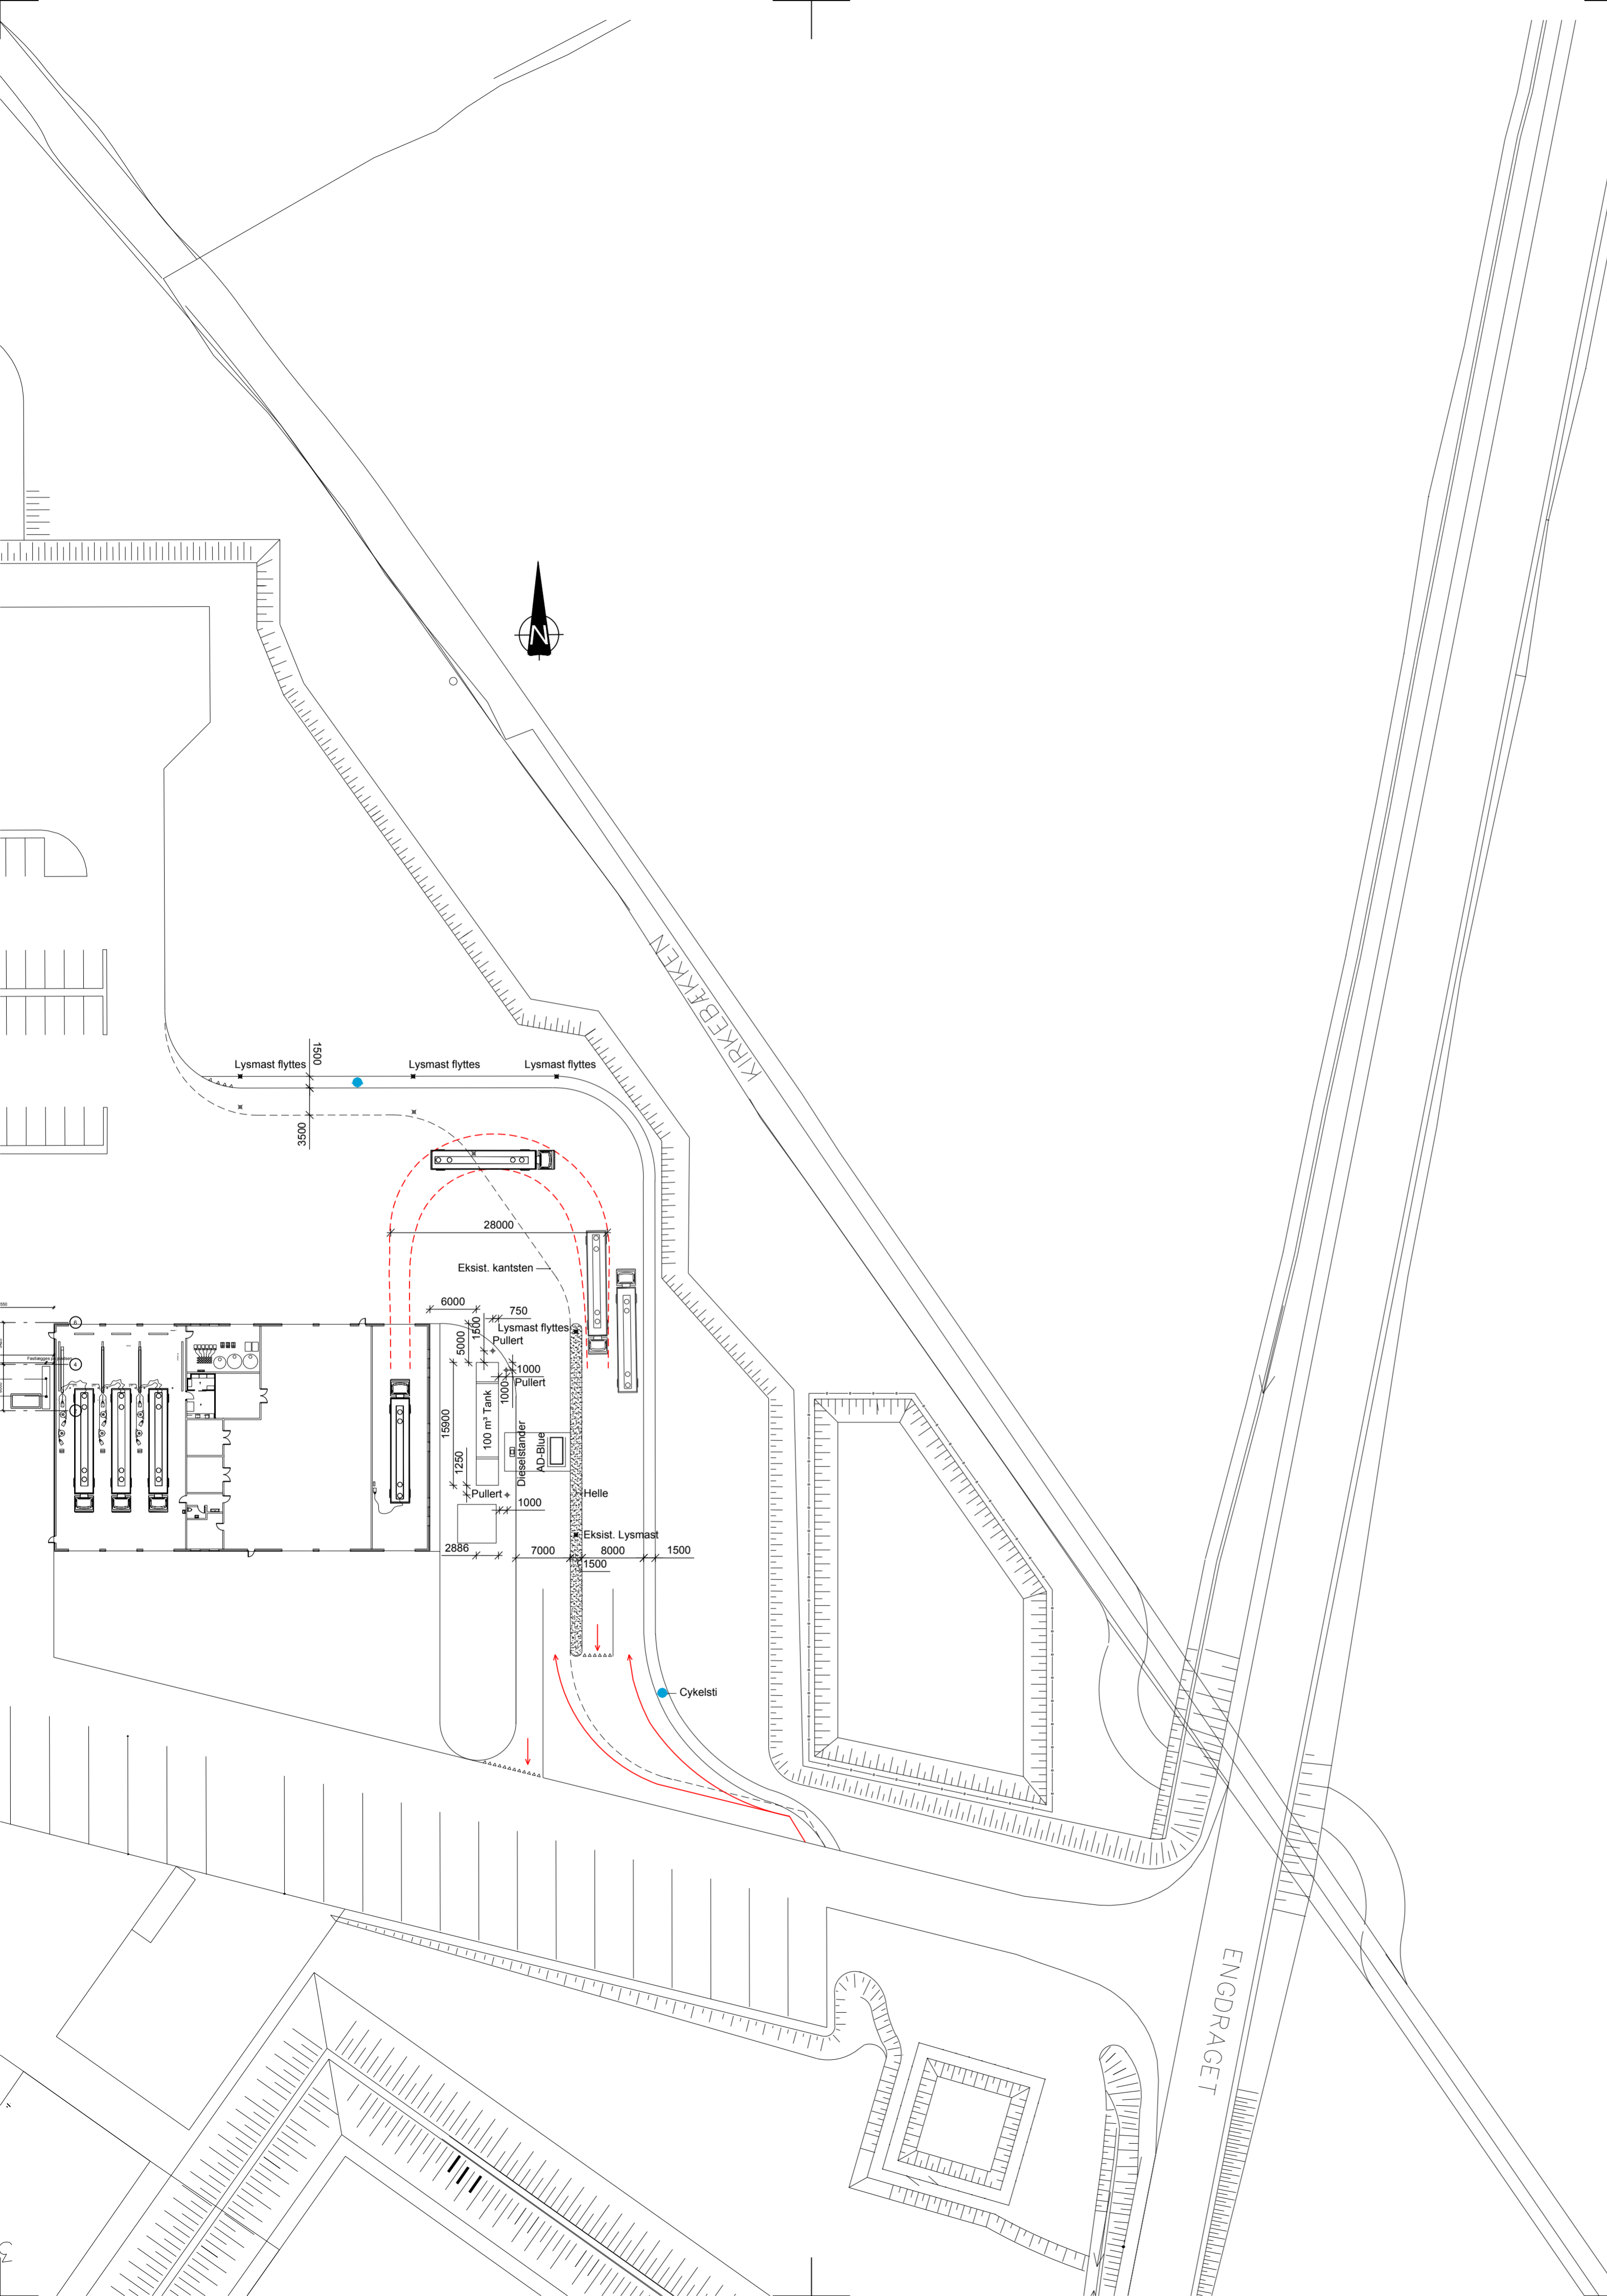 N
KIRKEBÆKKEN
Lysmast flyttes
1500
Lysmast flyttes
Lysmast flyttes
3500
28000
Eksist. kantsten
6000
750
1500
5000
Lysmast flyttes
Pullert
1000
Pullert
1000
15900
100 m³ Tank
1250
Dieselstander
AD-Blue
Pullert
1000
Helle
Eksist. Lysmast
2886
7000
8000
1500
1500
Cykelsti
ENGDRAGET